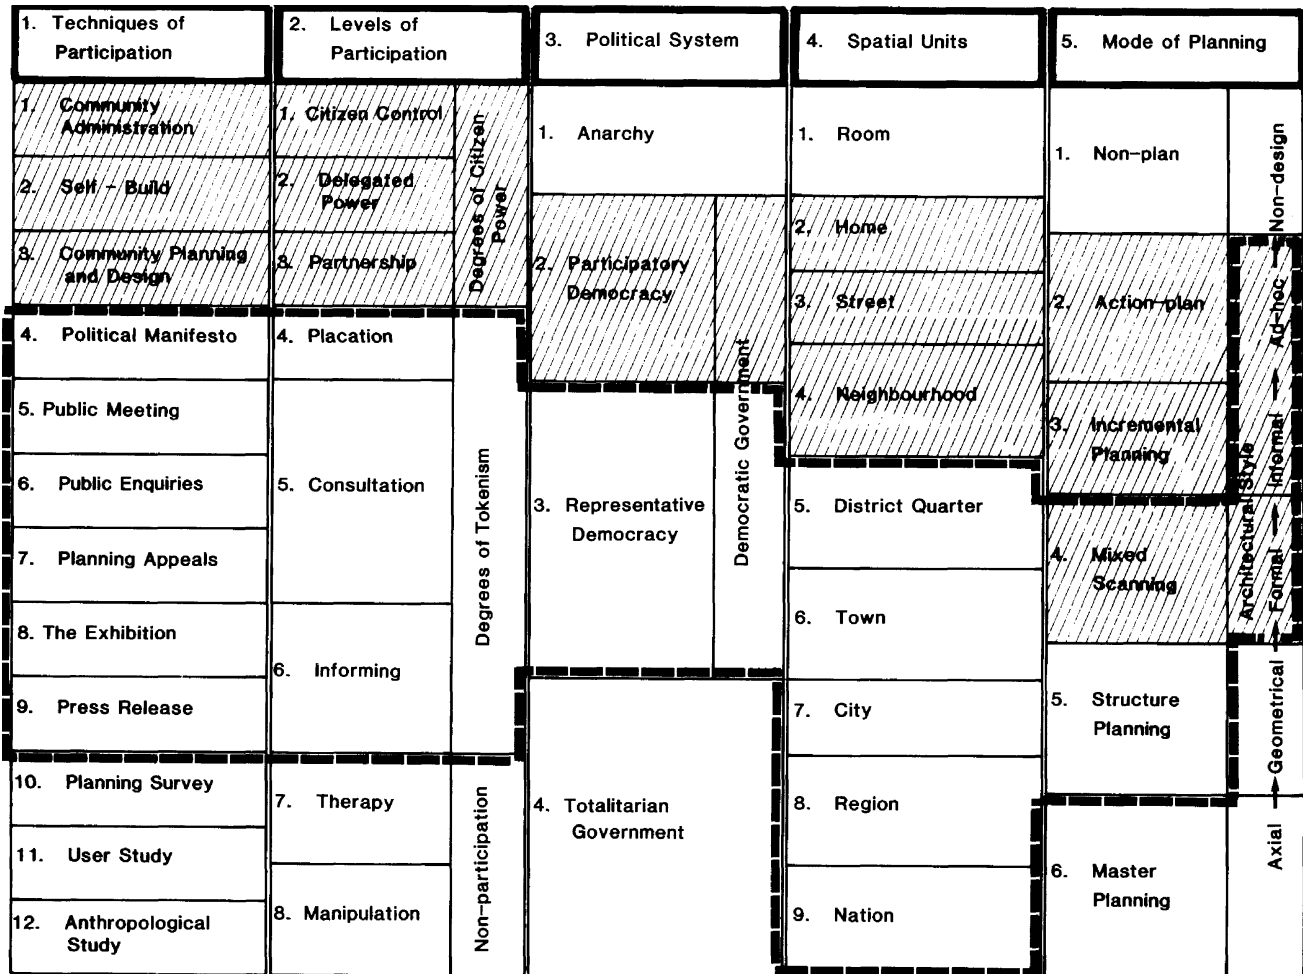 1. Techniques of
Participation
1. Community
Administration
2. Self - Build
3. Community Planning
and Design
4. Political Manifesto
5. Public Meeting
6. Public Enquiries
7. Planning Appeals
8. The Exhibition
9. Press Release
10. Planning Survey
11. User Study
12. Anthropological
Study
2. Levels of
Participation
1. Citizen Control
2. Delegated
Power
3. Partnership
4. Placation
5. Consultation
6. Informing
7. Therapy
8. Manipulation
Degrees of Citizen
Power
Degrees of Tokenism
Non-participation
3. Political System
1. Anarchy
2. Participatory
Democracy
3. Representative
Democracy
4. Totalitarian
Government
Democratic Government
4. Spatial Units
1. Room
2. Home
3. Street
4. Neighbourhood
5. District Quarter
6. Town
7. City
8. Region
9. Nation
5. Mode of Planning
1. Non-plan
2. Action-plan
3. Incremental
Planning
4. Mixed
Scanning
5. Structure
Planning
6. Master
Planning
Architectural Style
Axial → Geometrical → Formal → Informal → Ad-hoc → Non-design